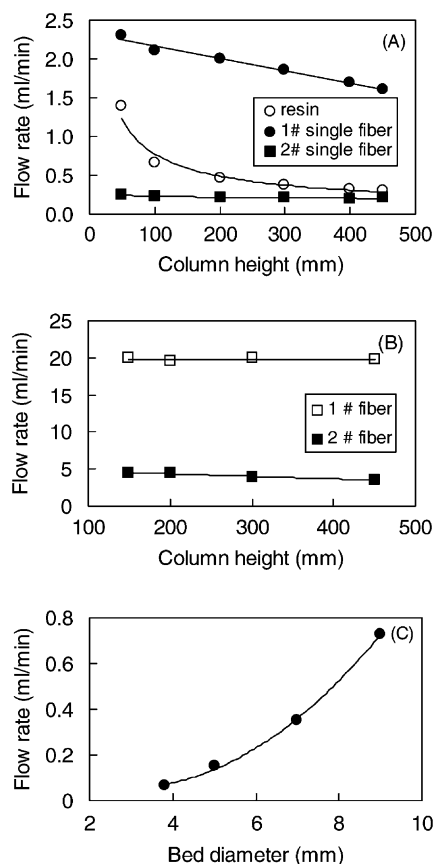 (A)
2.5
2.0
1.5
1.0
0.5
0.0
Flow rate (ml/min)
resin
1# single fiber
2# single fiber
0 100 200 300 400 500
Column height (mm)
(B)
25
20
15
10
5
0
Flow rate (ml/min)
1 # fiber
2 # fiber
100 200 300 400 500
Column height (mm)
(C)
0.8
0.6
0.4
0.2
0
Flow rate (ml/min)
2 4 6 8 10
Bed diameter (mm)